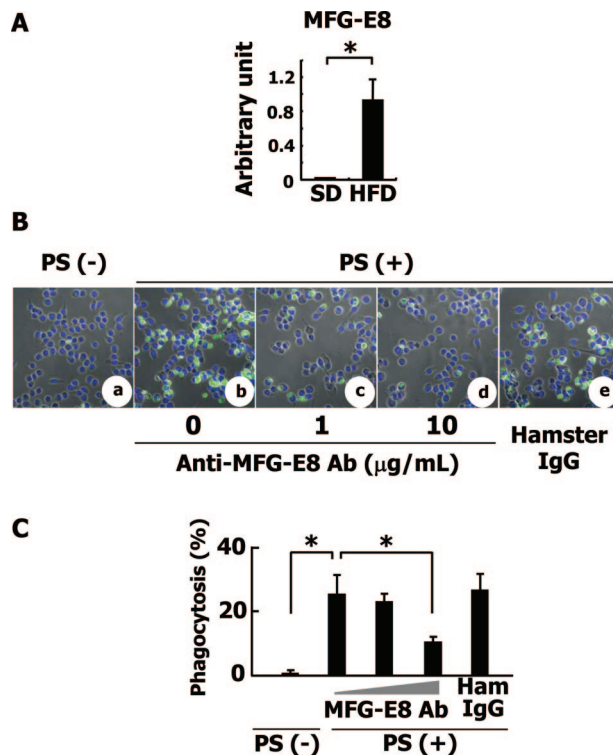 A
MFG-E8
*
Arbitrary unit
1.2
0.8
0.4
0
SD HFD
B
PS (-) PS (+)
a b c d e
0 1 10
Anti-MFG-E8 Ab (μg/mL)
Hamster
IgG
C
*
*
Phagocytosis (%)
40
20
0
MFG-E8 Ab
Ham
IgG
PS (-) PS (+)